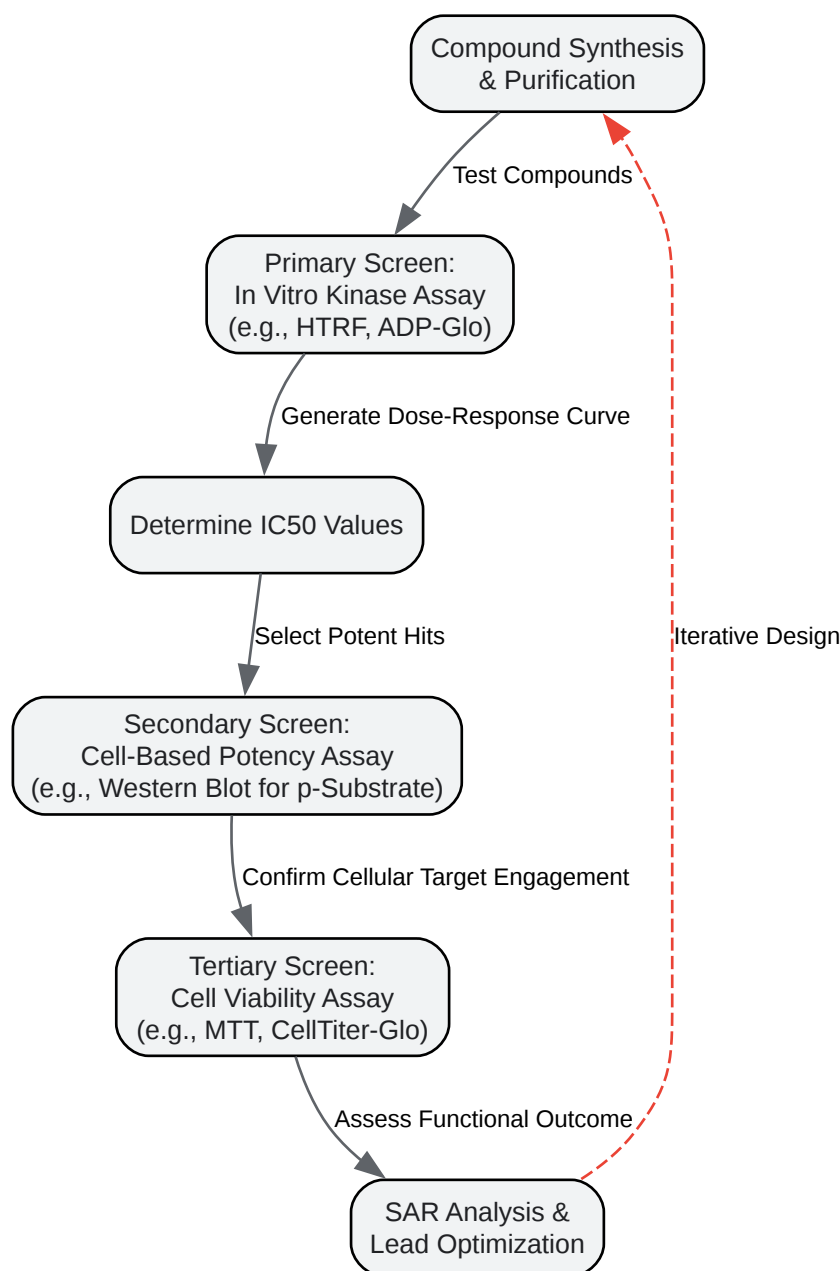 Compound Synthesis
& Purification
Test Compounds
Primary Screen:
In Vitro Kinase Assay
(e.g., HTRF, ADP-Glo)
Generate Dose-Response Curve
Determine IC50 Values
Select Potent Hits
Iterative Design
Secondary Screen:
Cell-Based Potency Assay
(e.g., Western Blot for p-Substrate)
Confirm Cellular Target Engagement
Tertiary Screen:
Cell Viability Assay
(e.g., MTT, CellTiter-Glo)
Assess Functional Outcome
SAR Analysis &
Lead Optimization